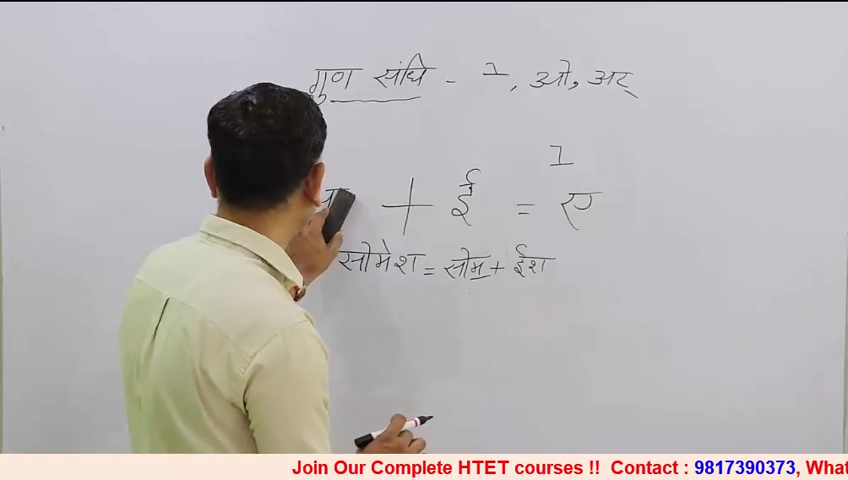 गुण संधि - ए, ओ, अर्
+ ई = ए
सोमेश = सोम + ईश
Join Our Complete HTET courses !! Contact : 9817390373, What